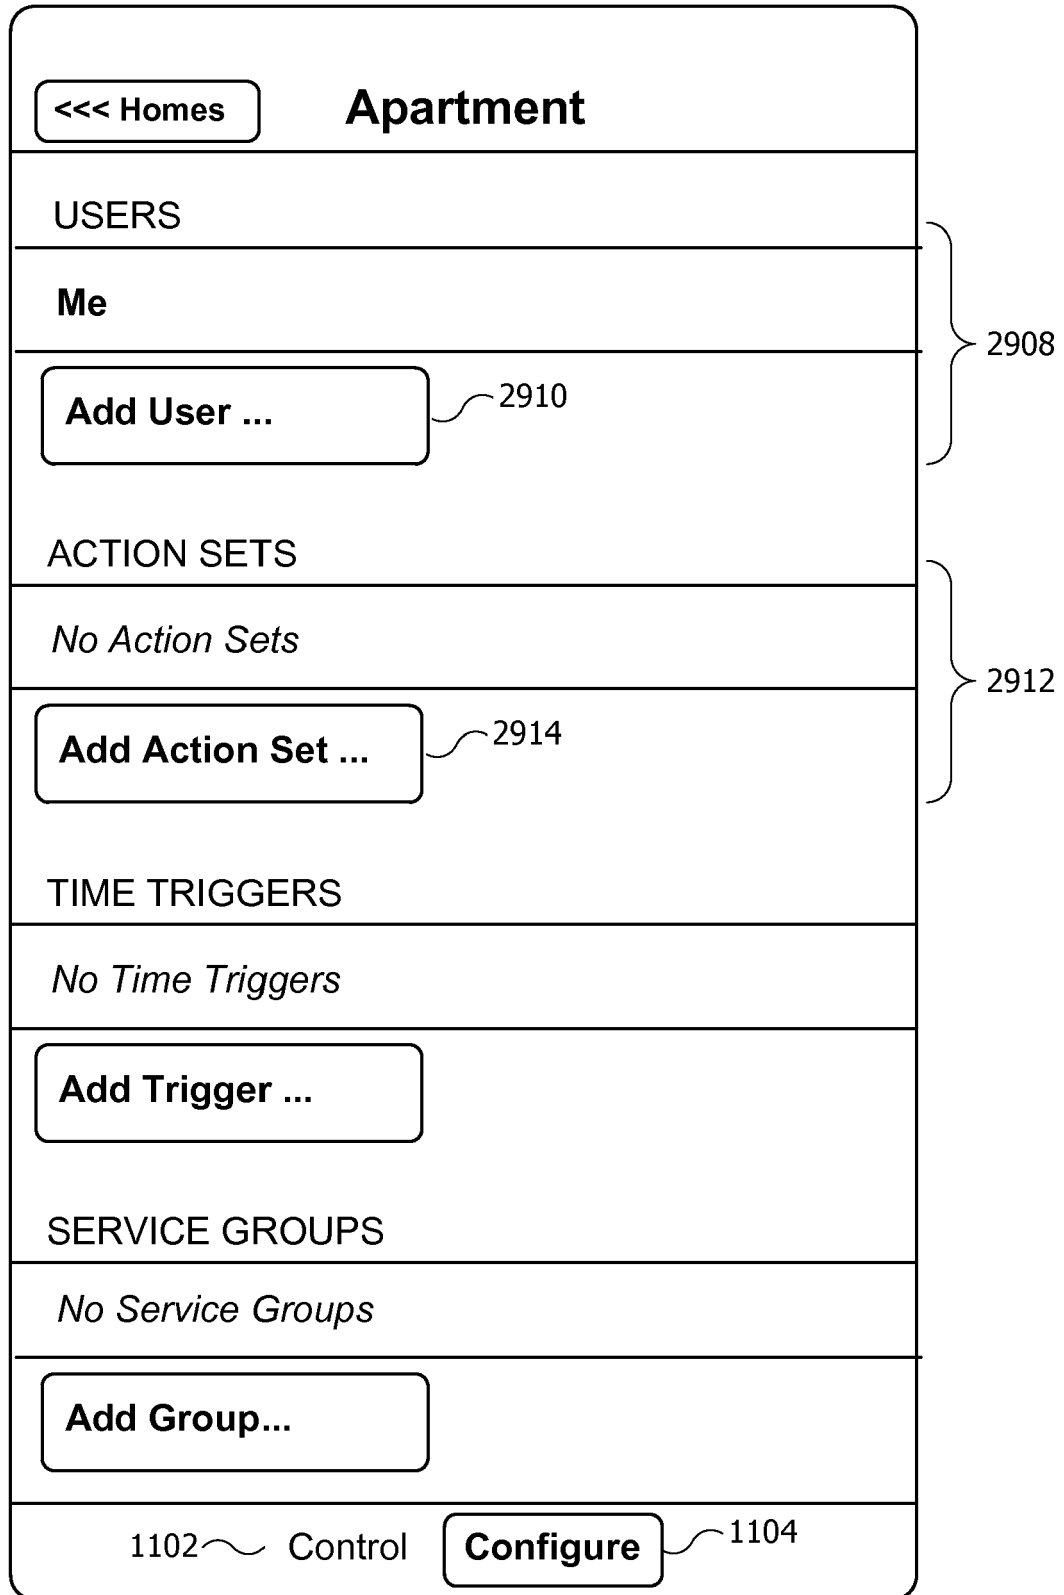 <<< Homes Apartment
USERS
Me
2908
Add User ... 2910
ACTION SETS
No Action Sets
2912
Add Action Set ... 2914
TIME TRIGGERS
No Time Triggers
Add Trigger ...
SERVICE GROUPS
No Service Groups
Add Group...
1102 Control Configure 1104